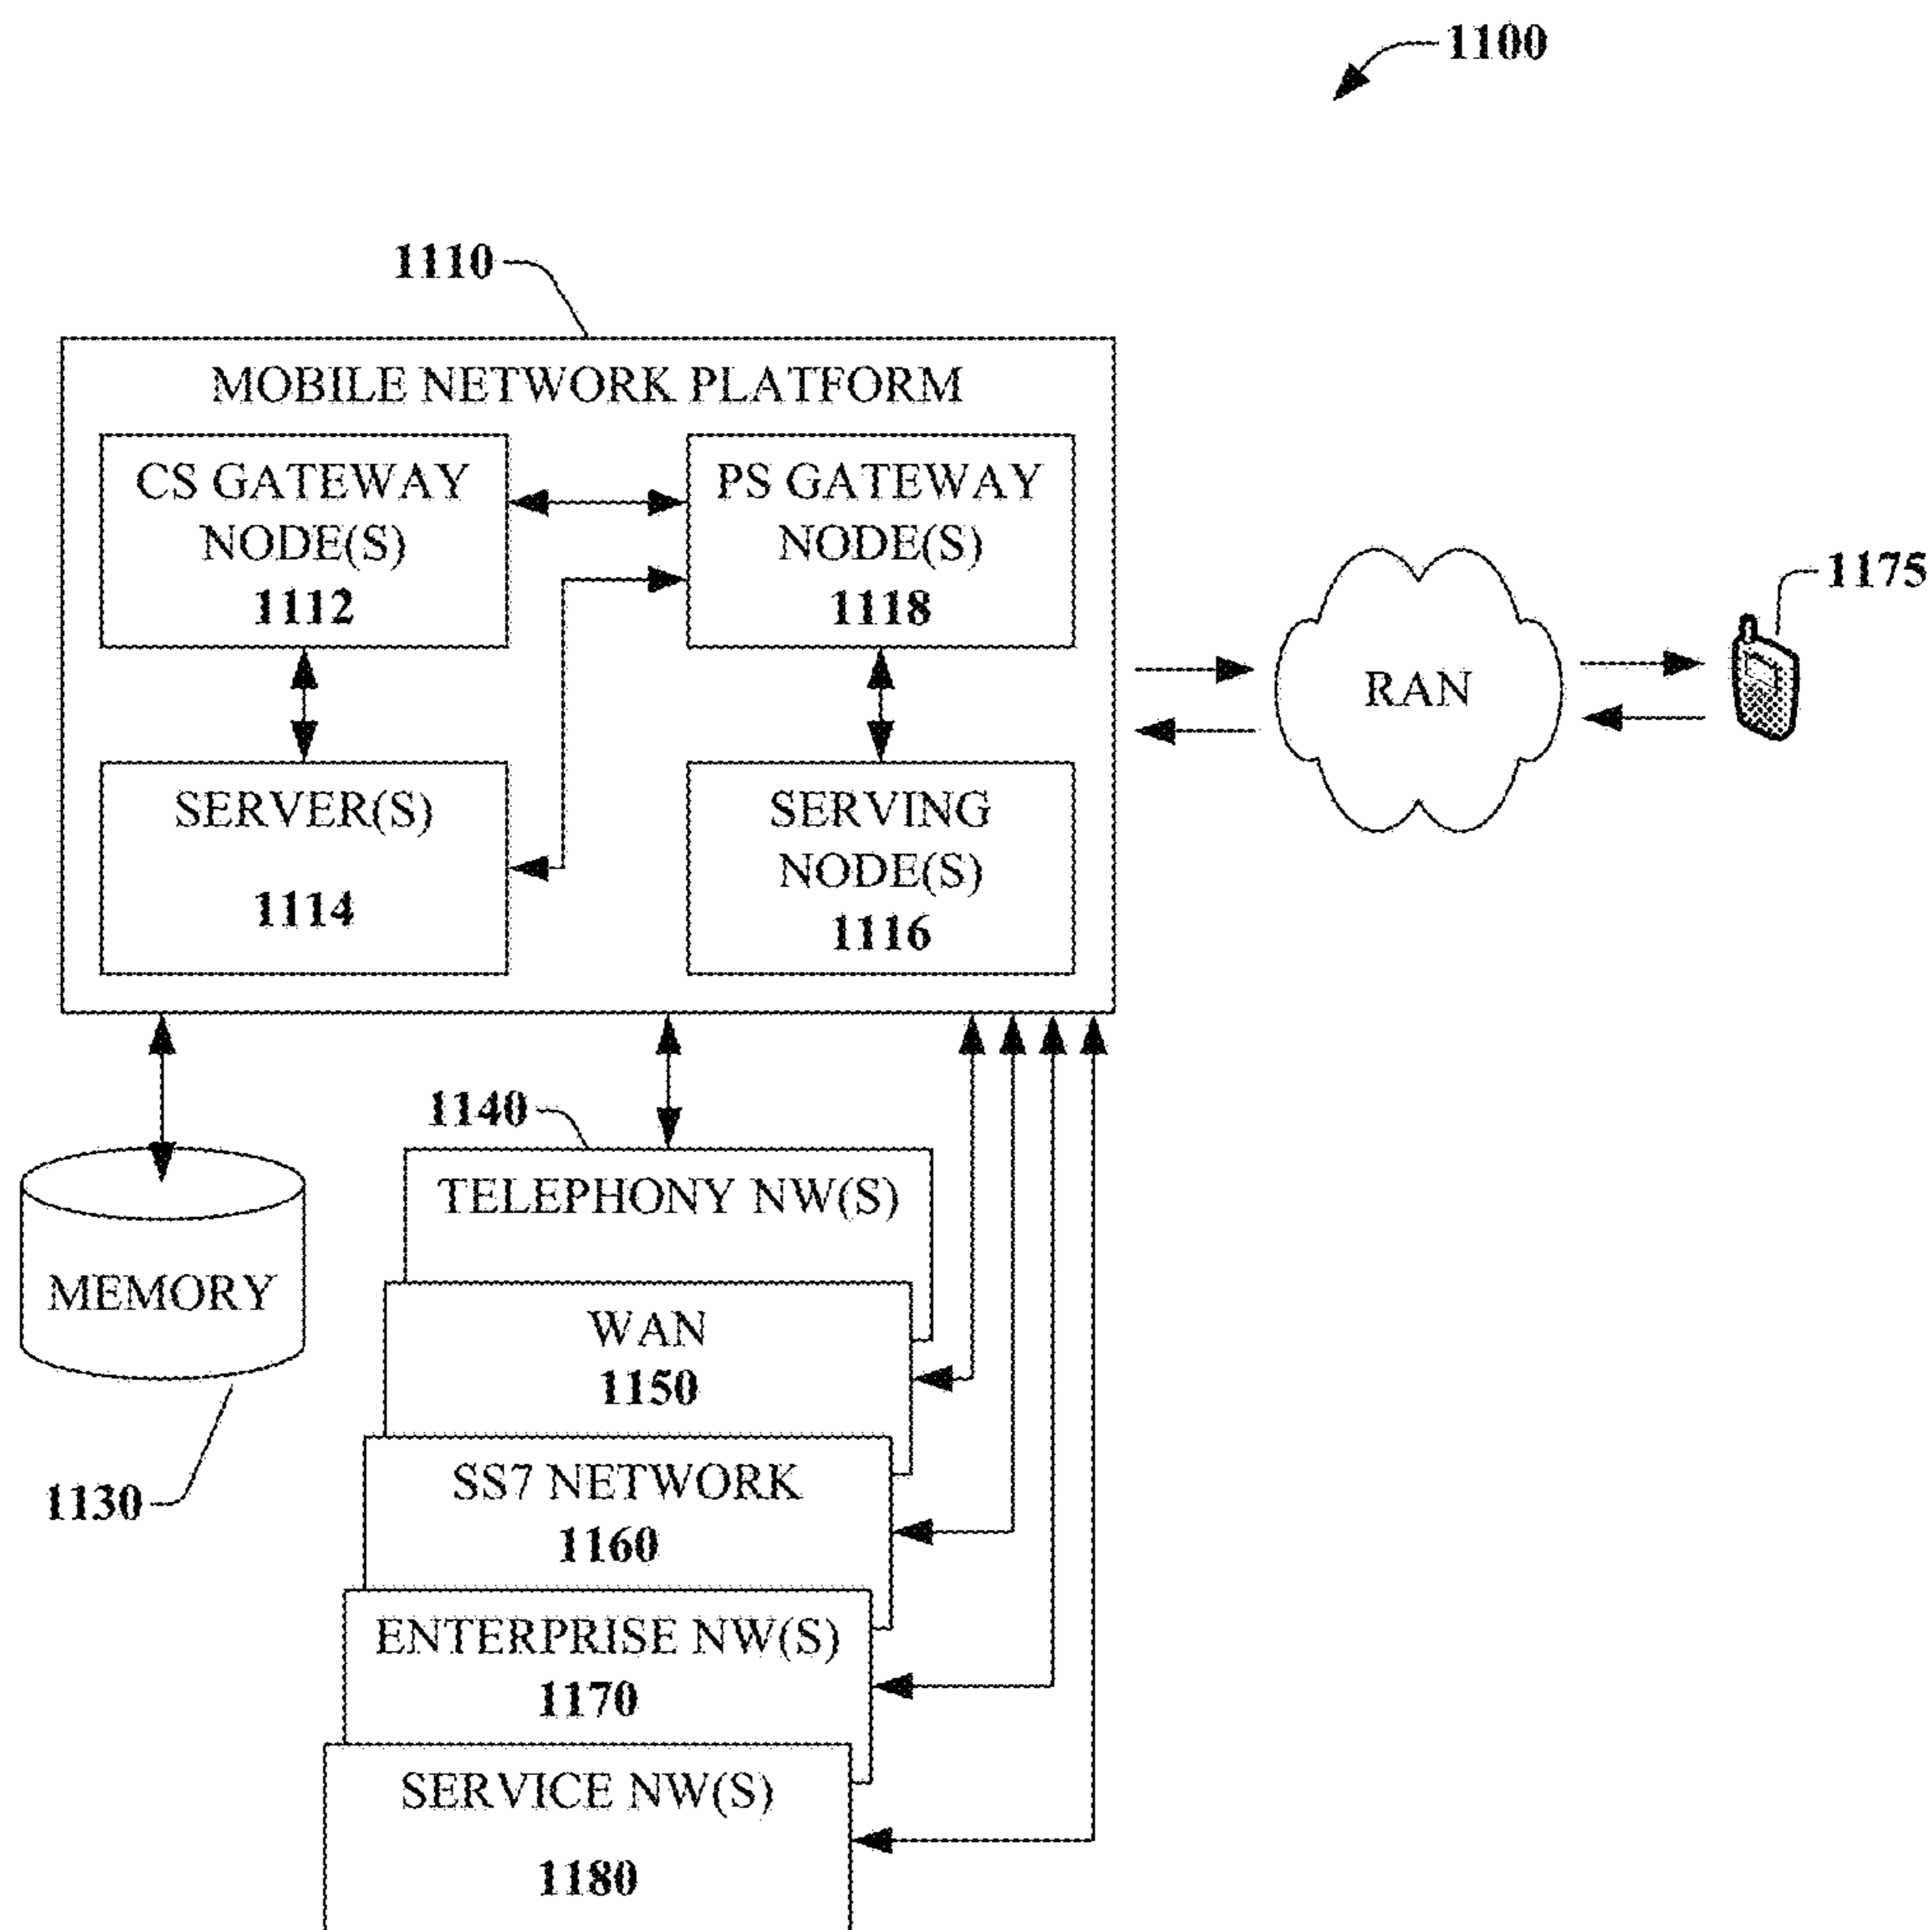 1100
1110
MOBILE NETWORK PLATFORM
CS GATEWAY
NODE(S)
1112
PS GATEWAY
NODE(S)
1118
SERVER(S)
1114
SERVING
NODE(S)
1116
RAN
1175
1140
TELEPHONY NW(S)
MEMORY
1130
WAN
1150
SS7 NETWORK
1160
ENTERPRISE NW(S)
1170
SERVICE NW(S)
1180